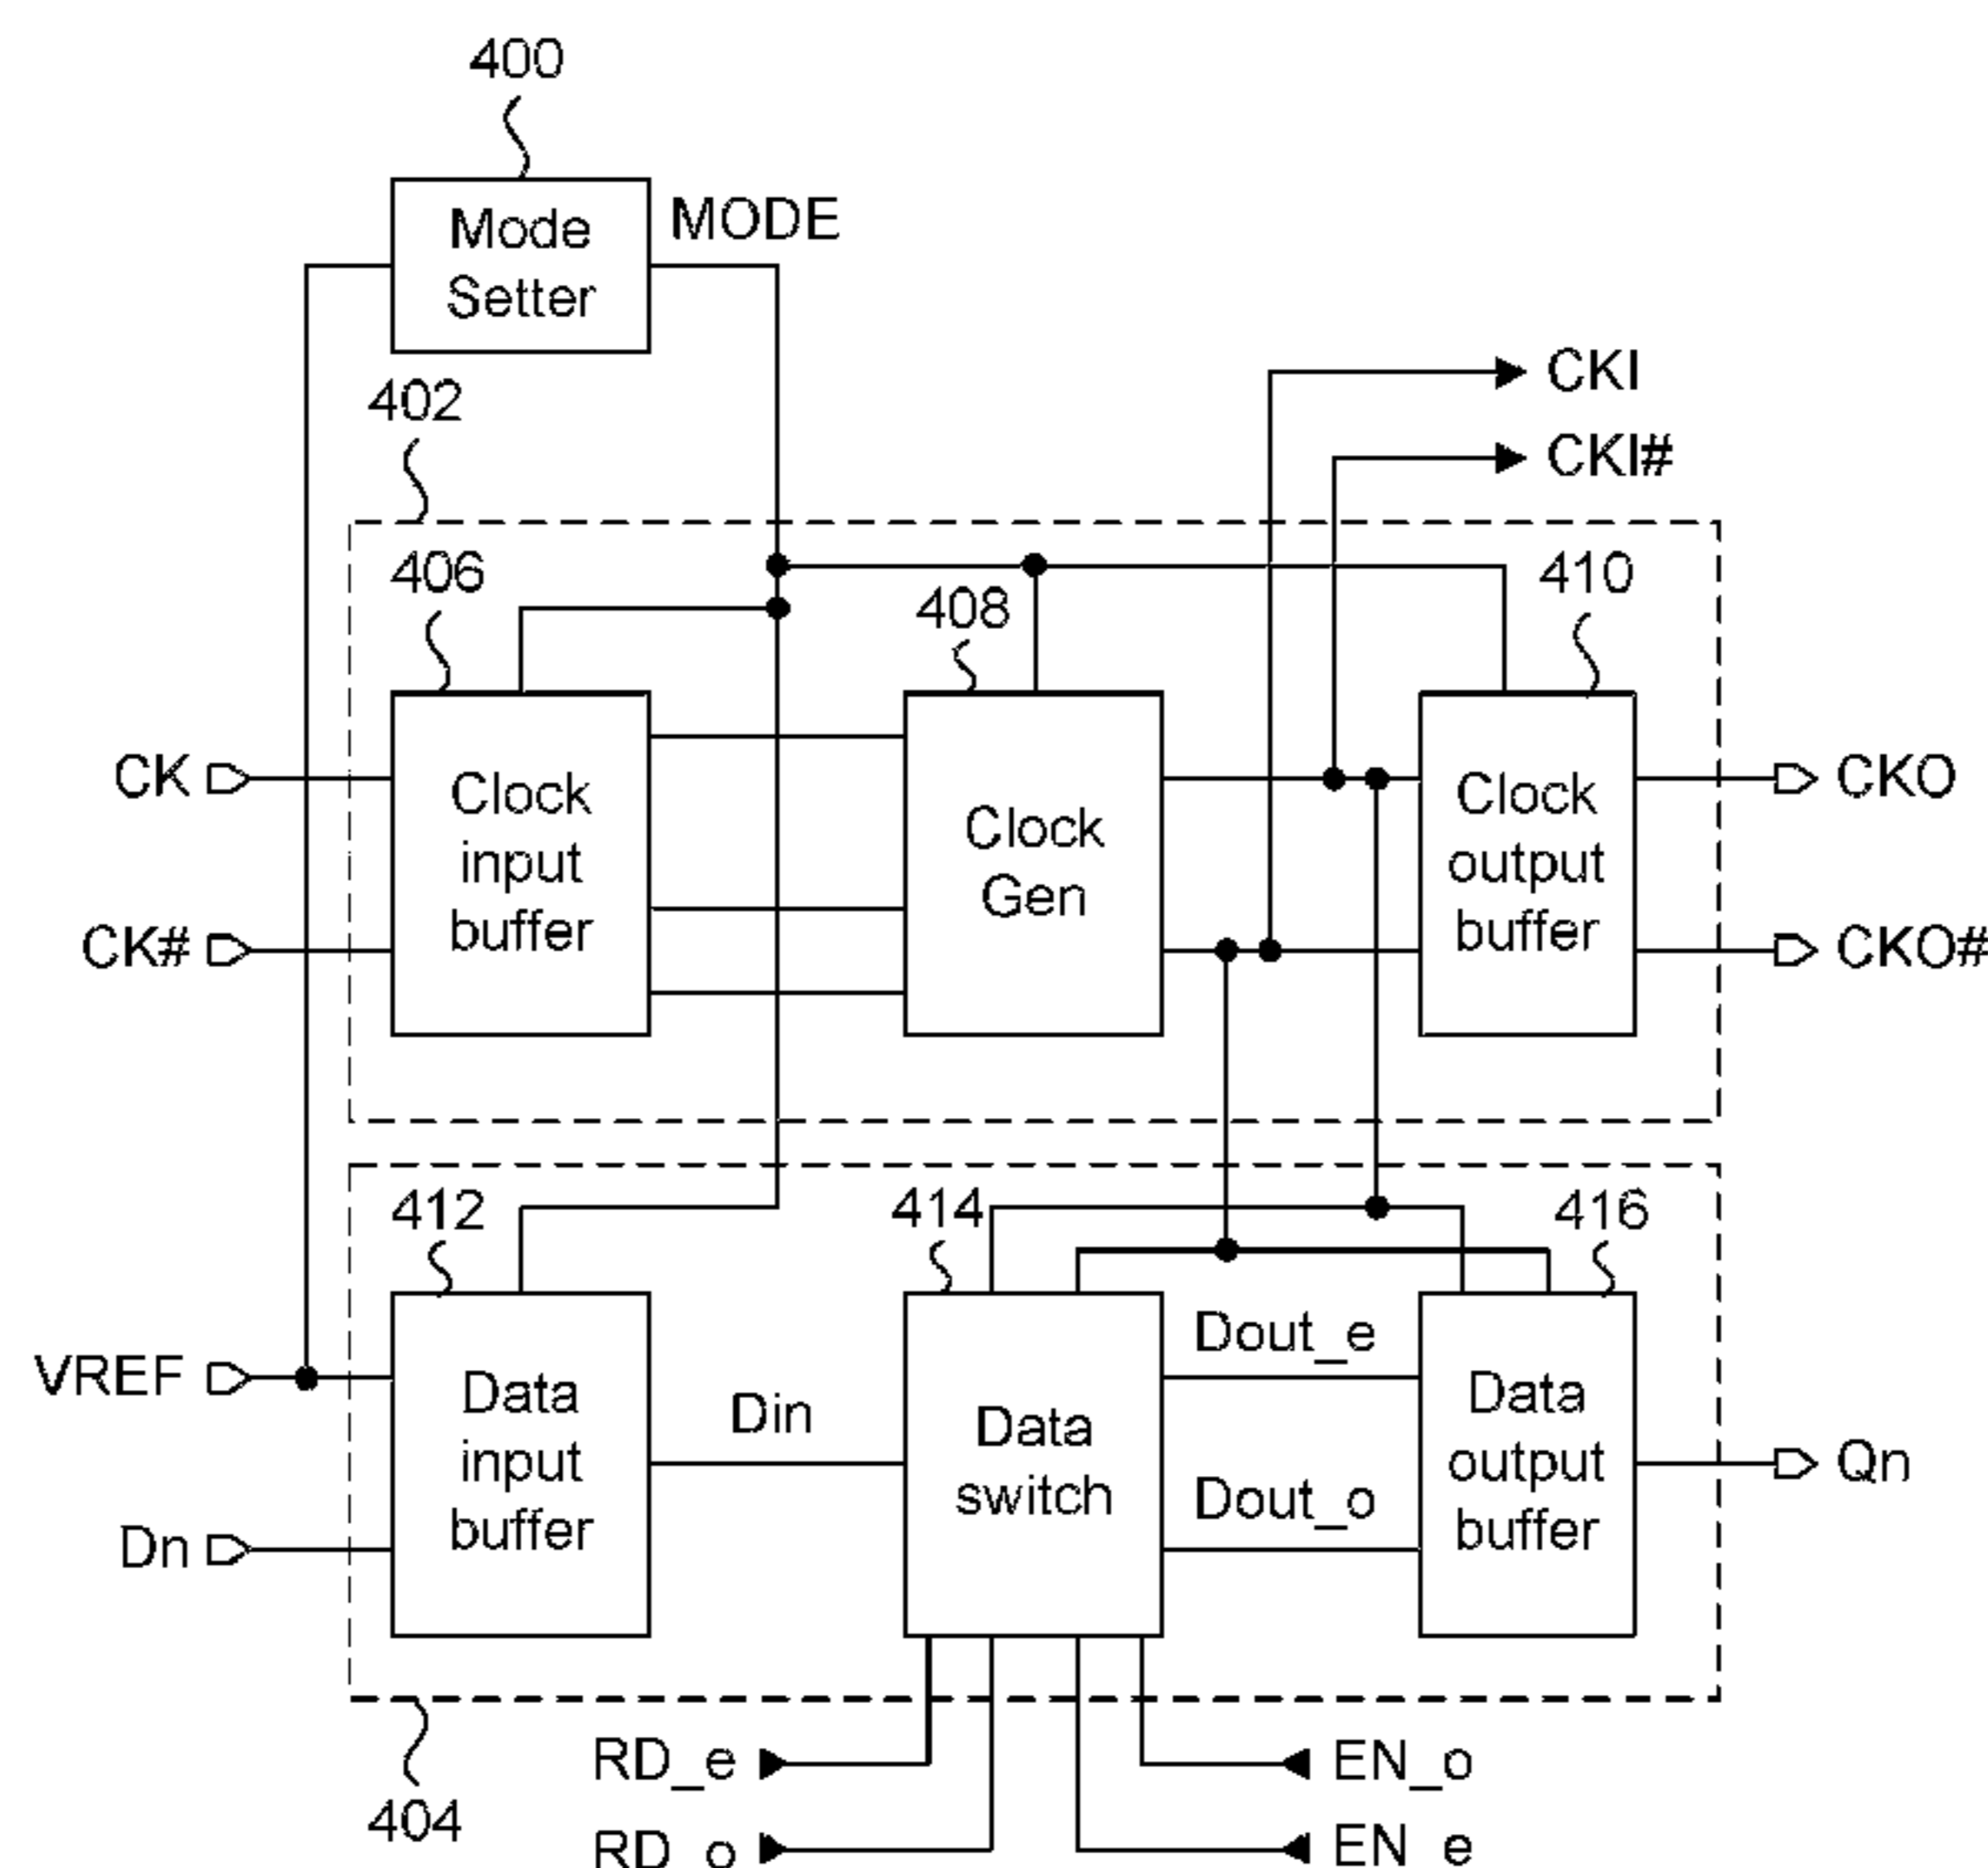 400
Mode
Setter
MODE
402
CKI
CKI#
406
408
410
CK
CK#
Clock
input
buffer
Clock
Gen
Clock
output
buffer
CKO
CKO#
412
414
416
VREF
Dn
Data
input
buffer
Din
Data
switch
Dout_e
Dout_o
Data
output
buffer
Qn
404
RD_e
RD_o
EN_o
EN_e